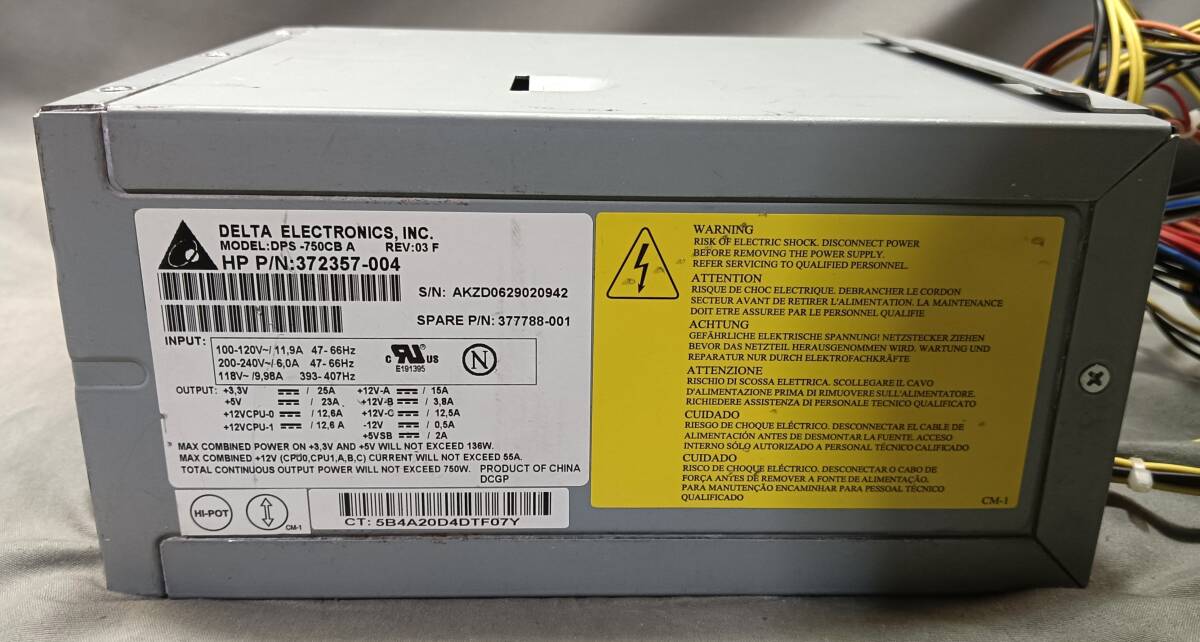 DELTA ELECTRONICS, INC.
MODEL:DPS -750CB A REV:03 F
HP P/N:372357-004
S/N: AKZD0629020942
SPARE P/N: 377788-001
INPUT:
100-120V~/ 11,9A 47- 66Hz
200-240V~/ 6,0A 47- 66Hz
118V~ /9,98A 393- 407Hz
C RU US
E191395
N
OUTPUT: +3,3V / 25A +12V-A / 15A
+5V / 23A +12V-B / 3,8A
+12VCPU-0 / 12,6A +12V-C / 12,5A
+12VCPU-1 / 12,6 A -12V / 0,5A
+5VSB / 2A
MAX COMBINED POWER ON +3,3V AND +5V WILL NOT EXCEED 136W.
MAX COMBINED +12V (CPU0,CPU1,A,B,C) CURRENT WILL NOT EXCEED 55A.
TOTAL CONTINUOUS OUTPUT POWER WILL NOT EXCEED 750W.
PRODUCT OF CHINA
DCGP
HI-POT
CM-1
CT: 5B4A20D4DTF07Y
WARNING
RISK OF ELECTRIC SHOCK. DISCONNECT POWER
BEFORE REMOVING THE POWER SUPPLY.
REFER SERVICING TO QUALIFIED PERSONNEL.
ATTENTION
RISQUE DE CHOC ELECTRIQUE. DEBRANCHER LE CORDON
SECTEUR AVANT DE RETIRER L'ALIMENTATION. LA MAINTENANCE
DOIT ETRE ASSUREE PAR LE PERSONNEL QUALIFIE
ACHTUNG
GEFÄHRLICHE ELEKTRISCHE SPANNUNG! NETZSTECKER ZIEHEN
BEVOR DAS NETZTEIL HERAUSGENOMMEN WIRD. WARTUNG UND
REPARATUR NUR DURCH ELEKTROFACHKRÄFTE
ATTENZIONE
RISCHIO DI SCOSSA ELETTRICA. SCOLLEGARE IL CAVO
D'ALIMENTAZIONE PRIMA DI RIMUOVERE SULL'ALIMENTATORE.
RICHIEDERE ASSISTENZA DI PERSONALE TECNICO QUALIFICATO
CUIDADO
RIESGO DE CHOQUE ELÉCTRICO. DESCONNECTAR EL CABLE DE
ALIMENTACIÓN ANTES DE DESMONTAR LA FUENTE. ACCESO
INTERNO SÓLO AUTORIZADO A PERSONAL TECHNICO CALIFICADO
CUIDADO
RISCO DE CHOQUE ELÉCTRICO. DESCONECTAR O CABO DE
FORÇA ANTES DE REMOVER A FONTE DE ALIMENTAÇÃO,
PARA MANUTENÇÃO ENCAMINHAR PARA PESSOAL TÉCNICO
QUALIFICADO
CM-1